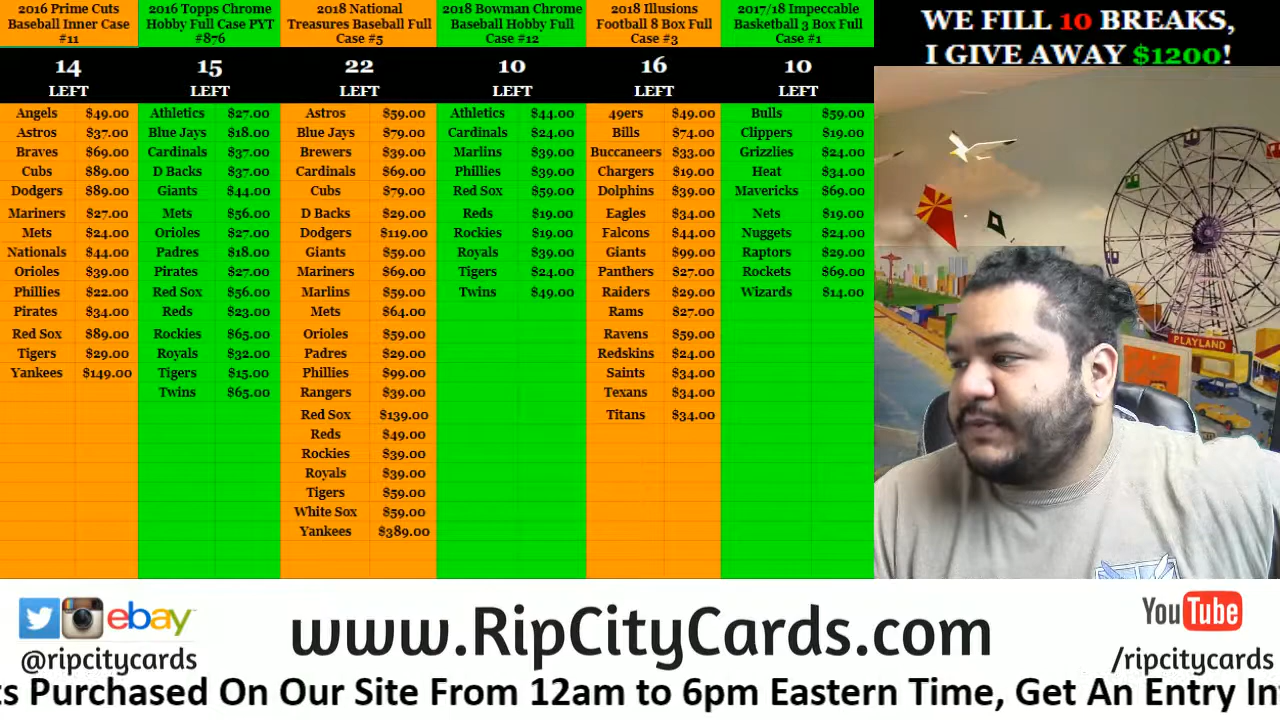 2016 Prime Cuts
Baseball Inner Case
#11
14
LEFT
Angels $49.00
Astros $37.00
Braves $69.00
Cubs $89.00
Dodgers $89.00
Mariners $27.00
Mets $24.00
Nationals $44.00
Orioles $39.00
Phillies $22.00
Pirates $34.00
Red Sox $89.00
Tigers $29.00
Yankees $149.00
2016 Topps Chrome
Hobby Full Case PYT
#876
15
LEFT
Athletics $27.00
Blue Jays $18.00
Cardinals $37.00
D Backs $37.00
Giants $44.00
Mets $56.00
Orioles $27.00
Padres $18.00
Pirates $27.00
Red Sox $56.00
Reds $23.00
Rockies $65.00
Royals $32.00
Tigers $15.00
Twins $65.00
2018 National
Treasures Baseball Full
Case #5
22
LEFT
Astros $59.00
Blue Jays $79.00
Brewers $39.00
Cardinals $69.00
Cubs $79.00
D Backs $29.00
Dodgers $119.00
Giants $59.00
Mariners $69.00
Marlins $59.00
Mets $64.00
Orioles $59.00
Padres $29.00
Phillies $99.00
Rangers $39.00
Red Sox $139.00
Reds $49.00
Rockies $39.00
Royals $39.00
Tigers $59.00
White Sox $59.00
Yankees $389.00
2018 Bowman Chrome
Baseball Hobby Full
Case #12
10
LEFT
Athletics $44.00
Cardinals $24.00
Marlins $39.00
Phillies $39.00
Red Sox $59.00
Reds $19.00
Rockies $19.00
Royals $39.00
Tigers $24.00
Twins $49.00
2018 Illusions
Football 8 Box Full
Case #3
16
LEFT
49ers $49.00
Bills $74.00
Buccaneers $33.00
Chargers $19.00
Dolphins $39.00
Eagles $34.00
Falcons $44.00
Giants $99.00
Panthers $27.00
Raiders $29.00
Rams $27.00
Ravens $59.00
Redskins $24.00
Saints $34.00
Texans $34.00
Titans $34.00
2017/18 Impeccable
Basketball 3 Box Full
Case #1
10
LEFT
Bulls $59.00
Clippers $19.00
Grizzlies $24.00
Heat $34.00
Mavericks $69.00
Nets $19.00
Nuggets $24.00
Raptors $29.00
Rockets $69.00
Wizards $14.00
WE FILL 10 BREAKS,
I GIVE AWAY $1200!
PLAYLAND
ebay
@ripcitycards
www.RipCityCards.com
YouTube
/ripcitycards
ts Purchased On Our Site From 12am to 6pm Eastern Time, Get An Entry In